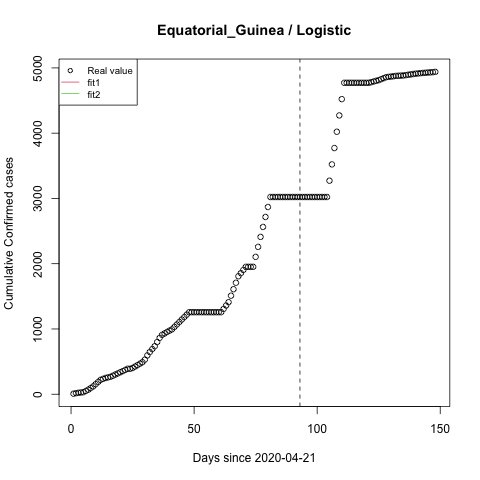 Equatorial_Guinea / Logistic
Real value
fit1
fit2
Cumulative Confirmed cases
5000
4000
3000
2000
1000
0
0 50 100 150
Days since 2020-04-21